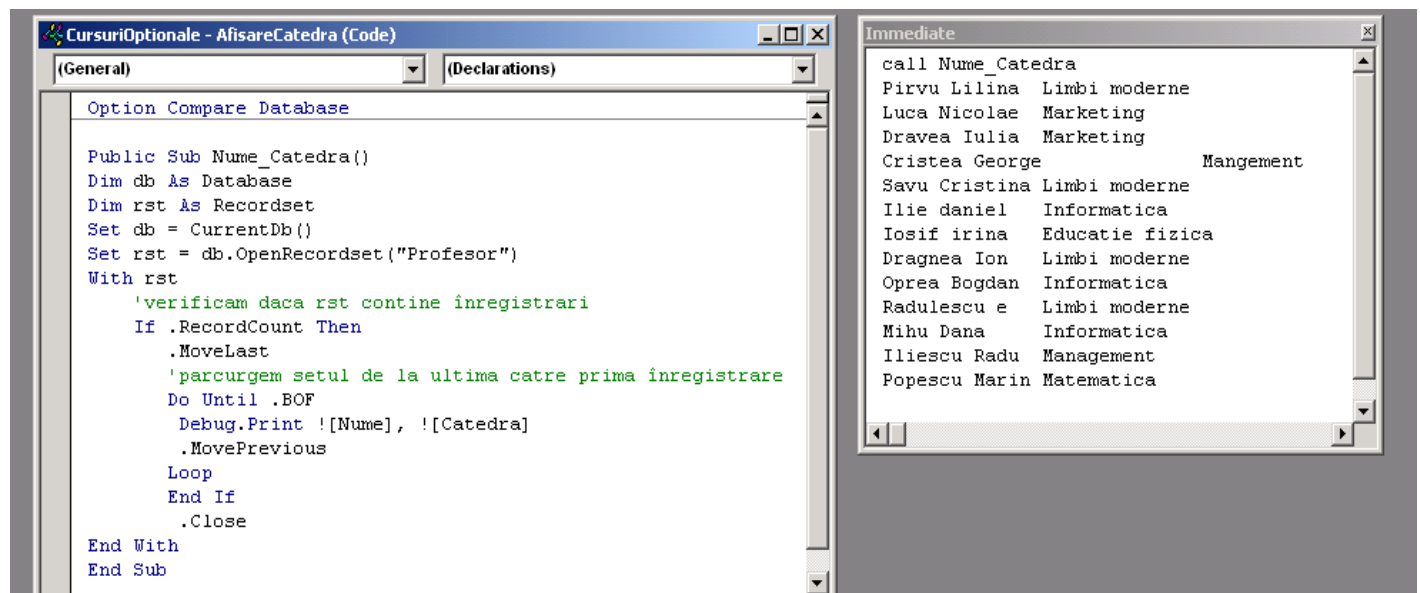 CursuriOptionale - AfisareCatedra (Code)
(General) (Declarations)
Option Compare Database
Public Sub Nume_Catedra()
Dim db As Database
Dim rst As Recordset
Set db = CurrentDb()
Set rst = db.OpenRecordset("Profesor")
With rst
'verificam daca rst contine înregistrari
If .RecordCount Then
.MoveLast
'parcurgem setul de la ultima catre prima înregistrare
Do Until .BOF
Debug.Print ![Nume], ![Catedra]
.MovePrevious
Loop
End If
.Close
End With
End Sub
Immediate
call Nume_Catedra
Pirvu Lilina Limbi moderne
Luca Nicolae Marketing
Dravea Iulia Marketing
Cristea George Mangement
Savu Cristina Limbi moderne
Ilie daniel Informatica
Iosif irina Educatie fizica
Dragnea Ion Limbi moderne
Oprea Bogdan Informatica
Radulescu e Limbi moderne
Mihu Dana Informatica
Iliescu Radu Management
Popescu Marin Matematica